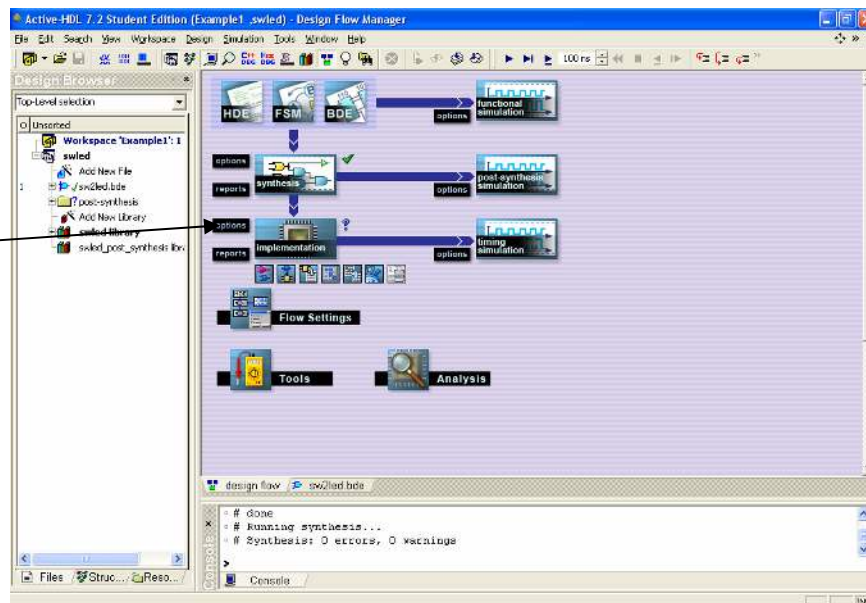 Active-HDL 7.2 Student Edition (Example1 ,swled) - Design Flow Manager
File Edit Search View Workspace Design Simulation Tools Window Help
100 ns
Design Browser
Top-Level selection
Unsorted
Workspace 'Example1': 1
swled
Add New File
1 ./sw2led.bde
post-synthesis
Add New Library
swled library
swled_post_synthesis libr
HDE FSM BDE
options
functional simulation
options
synthesis
reports
options
post-synthesis simulation
options
implementation
reports
options
timing simulation
Flow Settings
Tools
Analysis
design flow
sw2led.bde
# done
# Running synthesis...
# Synthesis: 0 errors, 0 warnings
>
Console
Console
Files
Struc...
Reso...